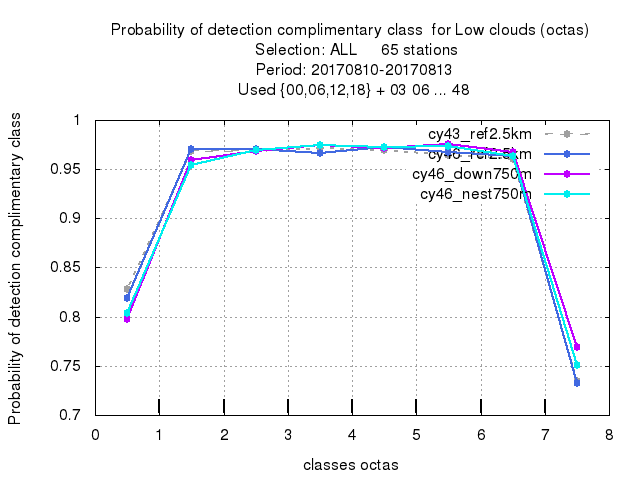 Probability of detection complimentary class for Low clouds (octas)
Selection: ALL 65 stations
Period: 20170810-20170813
Used {00,06,12,18} + 03 06 ... 48
Probability of detection complimentary class
1
0.95
0.9
0.85
0.8
0.75
0.7
cy43_ref2.5km
cy46_ref2.5km
cy46_down750m
cy46_nest750m
0 1 2 3 4 5 6 7 8
classes octas